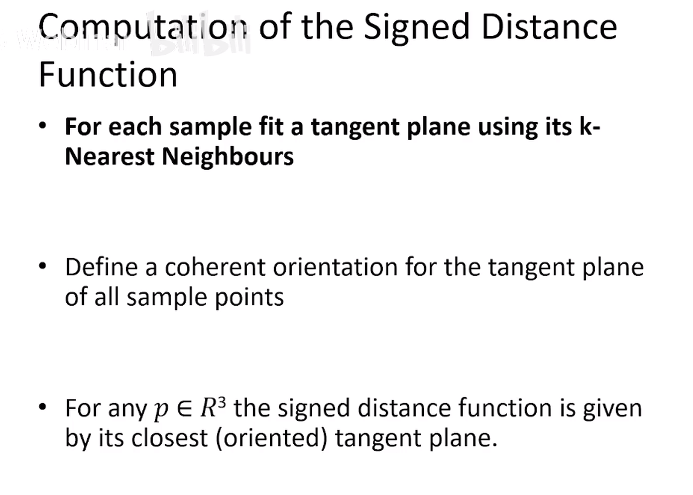 Computation of the Signed Distance
Function
• For each sample fit a tangent plane using its k-
Nearest Neighbours
• Define a coherent orientation for the tangent plane
of all sample points
• For any p ∈ R³ the signed distance function is given
by its closest (oriented) tangent plane.